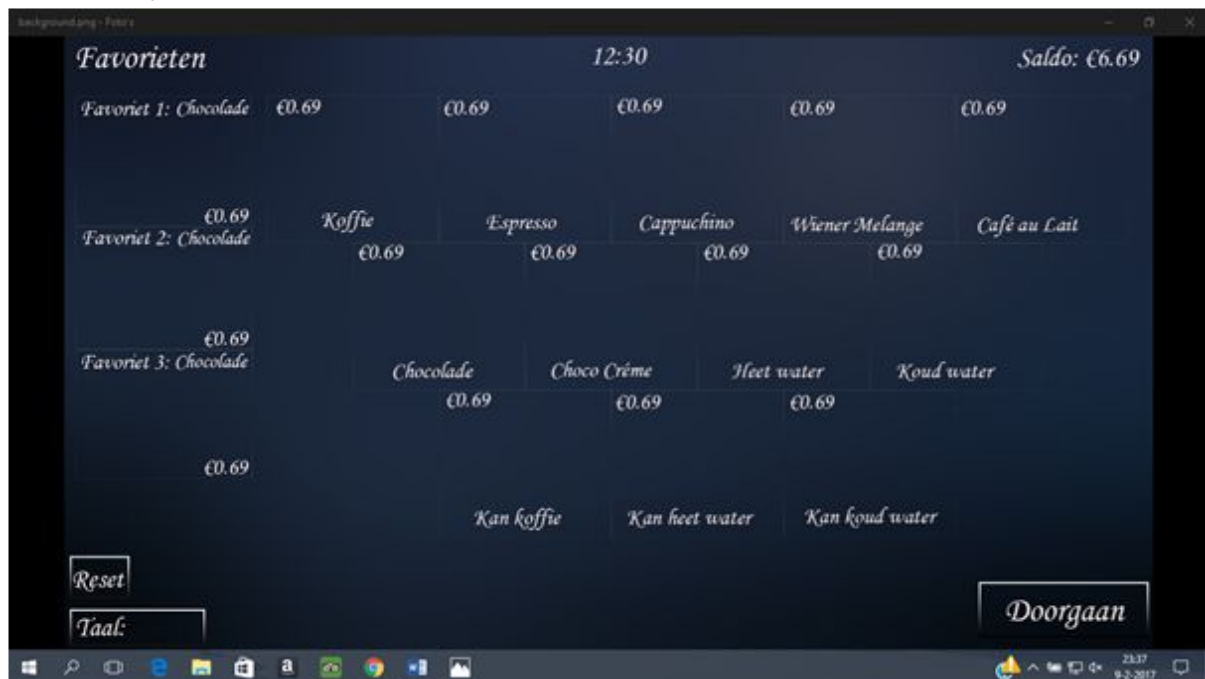 background.png - Foto's
Favorieten 12:30 Saldo: €6.69
Favoriet 1: Chocolade €0.69 €0.69 €0.69 €0.69 €0.69
€0.69 Koffie Espresso Cappuchino Wiener Melange Café au Lait
Favoriet 2: Chocolade €0.69 €0.69 €0.69 €0.69
€0.69
Favoriet 3: Chocolade Chocolade Choco Créme Heet water Koud water
€0.69 €0.69 €0.69
€0.69
Kan koffie Kan heet water Kan koud water
Reset
Doorgaan
Taal:
23:37
9-2-2017